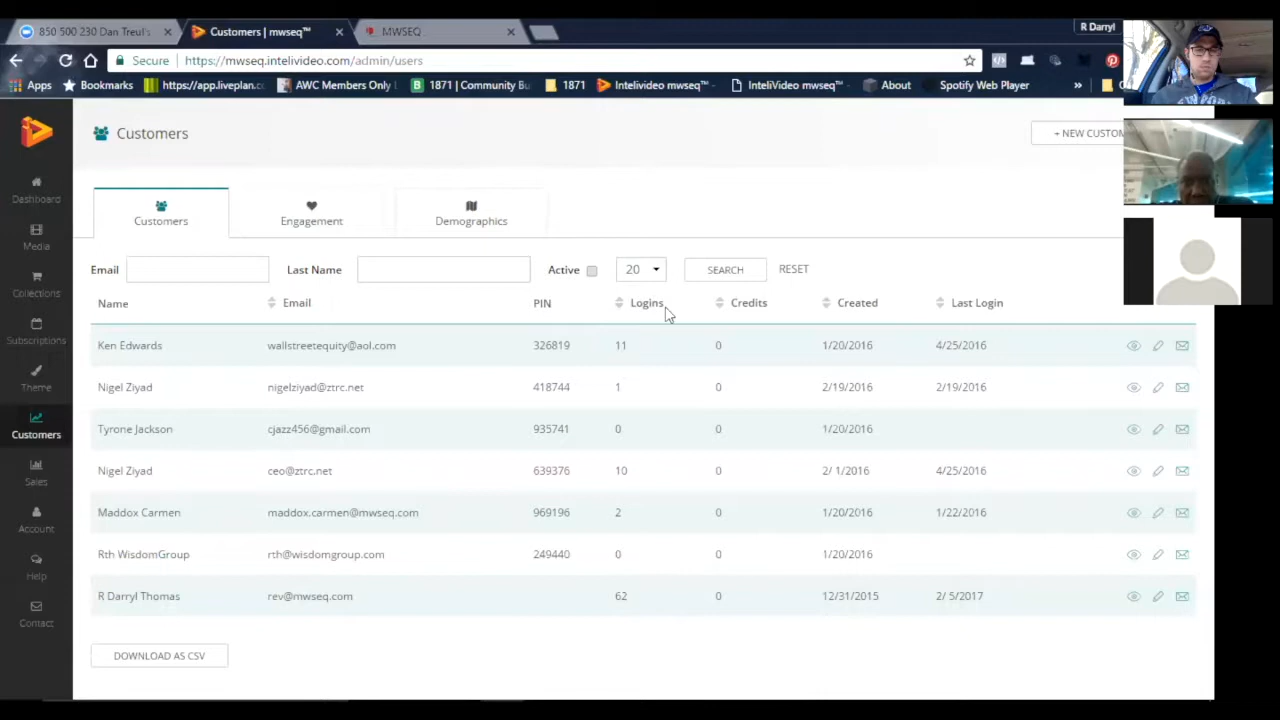 850 500 230 Dan Treul's
Customers | mwseq™
MWSEQ
R Darryl
Secure
https://mwseq.intelivideo.com/admin/users
Apps
Bookmarks
https://app.liveplan.co
AWC Members Only
1871 | Community Bu
1871
Intelivideo mwseq™
InteliVideo mwseq™
About
Spotify Web Player
»
Customers
+ NEW CUSTOM
Dashboard
Media
Collections
Subscriptions
Theme
Customers
Sales
Account
Help
Contact
Customers
Engagement
Demographics
Email
Last Name
Active
20
SEARCH
RESET
Name Email PIN Logins Credits Created Last Login
Ken Edwards wallstreetequity@aol.com 326819 11 0 1/20/2016 4/25/2016
Nigel Ziyad nigelziyad@ztrc.net 418744 1 0 2/19/2016 2/19/2016
Tyrone Jackson cjazz456@gmail.com 935741 0 0 1/20/2016
Nigel Ziyad ceo@ztrc.net 639376 10 0 2/ 1/2016 4/25/2016
Maddox Carmen maddox.carmen@mwseq.com 969196 2 0 1/20/2016 1/22/2016
Rth WisdomGroup rth@wisdomgroup.com 249440 0 0 1/20/2016
R Darryl Thomas rev@mwseq.com 62 0 12/31/2015 2/ 5/2017
DOWNLOAD AS CSV